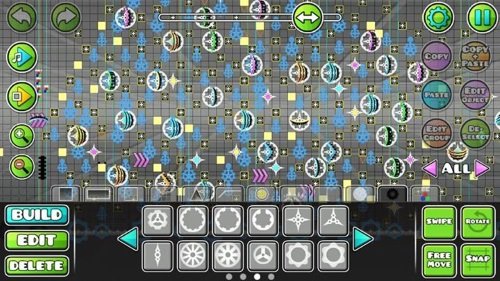 COPY
COPY
+
PASTE
PASTE
EDIT
OBJECT
EDIT
GROUP
DE-
SELECT
ALL
BUILD
EDIT
DELETE
SWIPE
ROTATE
FREE
MOVE
SNAP